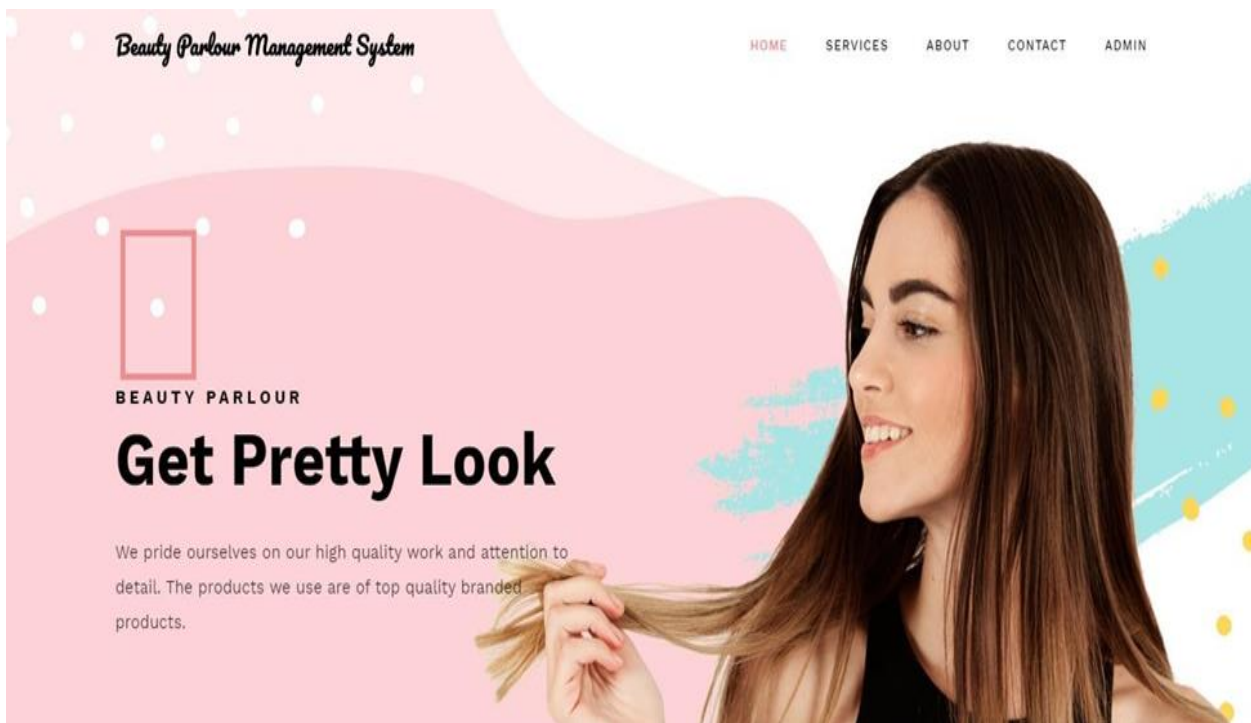 Beauty Parlour Management System
HOME SERVICES ABOUT CONTACT ADMIN
BEAUTY PARLOUR
Get Pretty Look
We pride ourselves on our high quality work and attention to
detail. The products we use are of top quality branded
products.